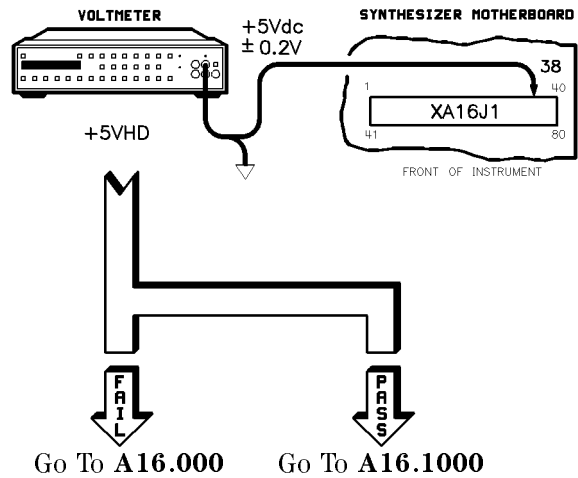 VOLTMETER
+5Vdc
± 0.2V
SYNTHESIZER MOTHERBOARD
38
1
40
XA16J1
41
80
FRONT OF INSTRUMENT
+5VHD
FAIL
PASS
Go To A16.000
Go To A16.1000